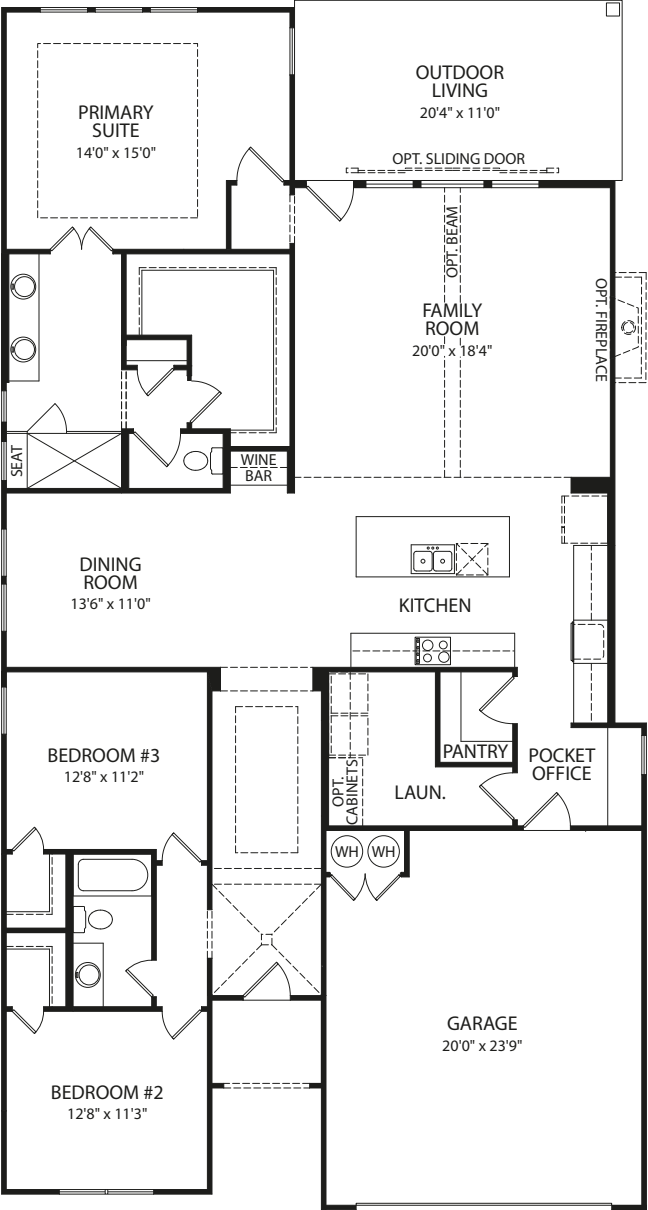 OUTDOOR
LIVING
20'4" x 11'0"
PRIMARY
SUITE
14'0" x 15'0"
OPT. SLIDING DOOR
OPT. BEAM
FAMILY
ROOM
20'0" x 18'4"
OPT. FIREPLACE
SEAT
WINE
BAR
DINING
ROOM
13'6" x 11'0"
KITCHEN
BEDROOM #3
12'8" x 11'2"
PANTRY
POCKET
OFFICE
OPT.
CABINETS
LAUN.
WH
WH
GARAGE
20'0" x 23'9"
BEDROOM #2
12'8" x 11'3"